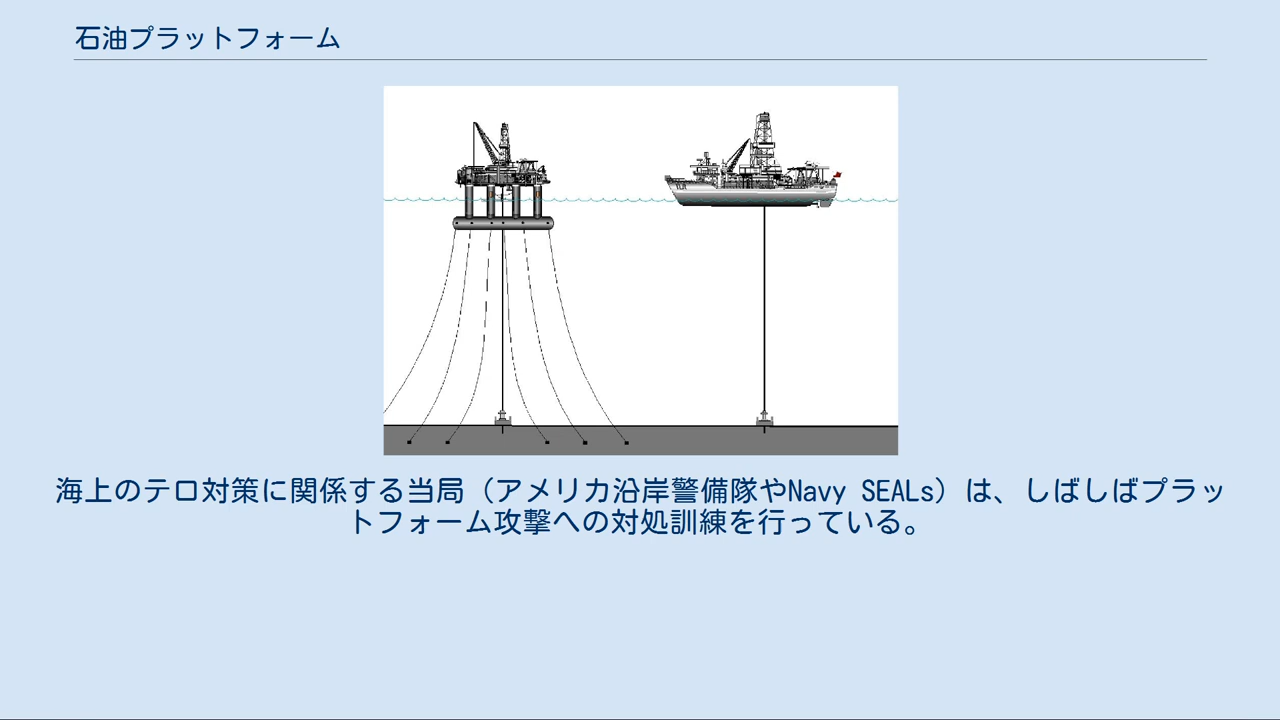 石油プラットフォーム
海上のテロ対策に関係する当局（アメリカ沿岸警備隊やNavy SEALs）は、しばしばプラッ
トフォーム攻撃への対処訓練を行っている。